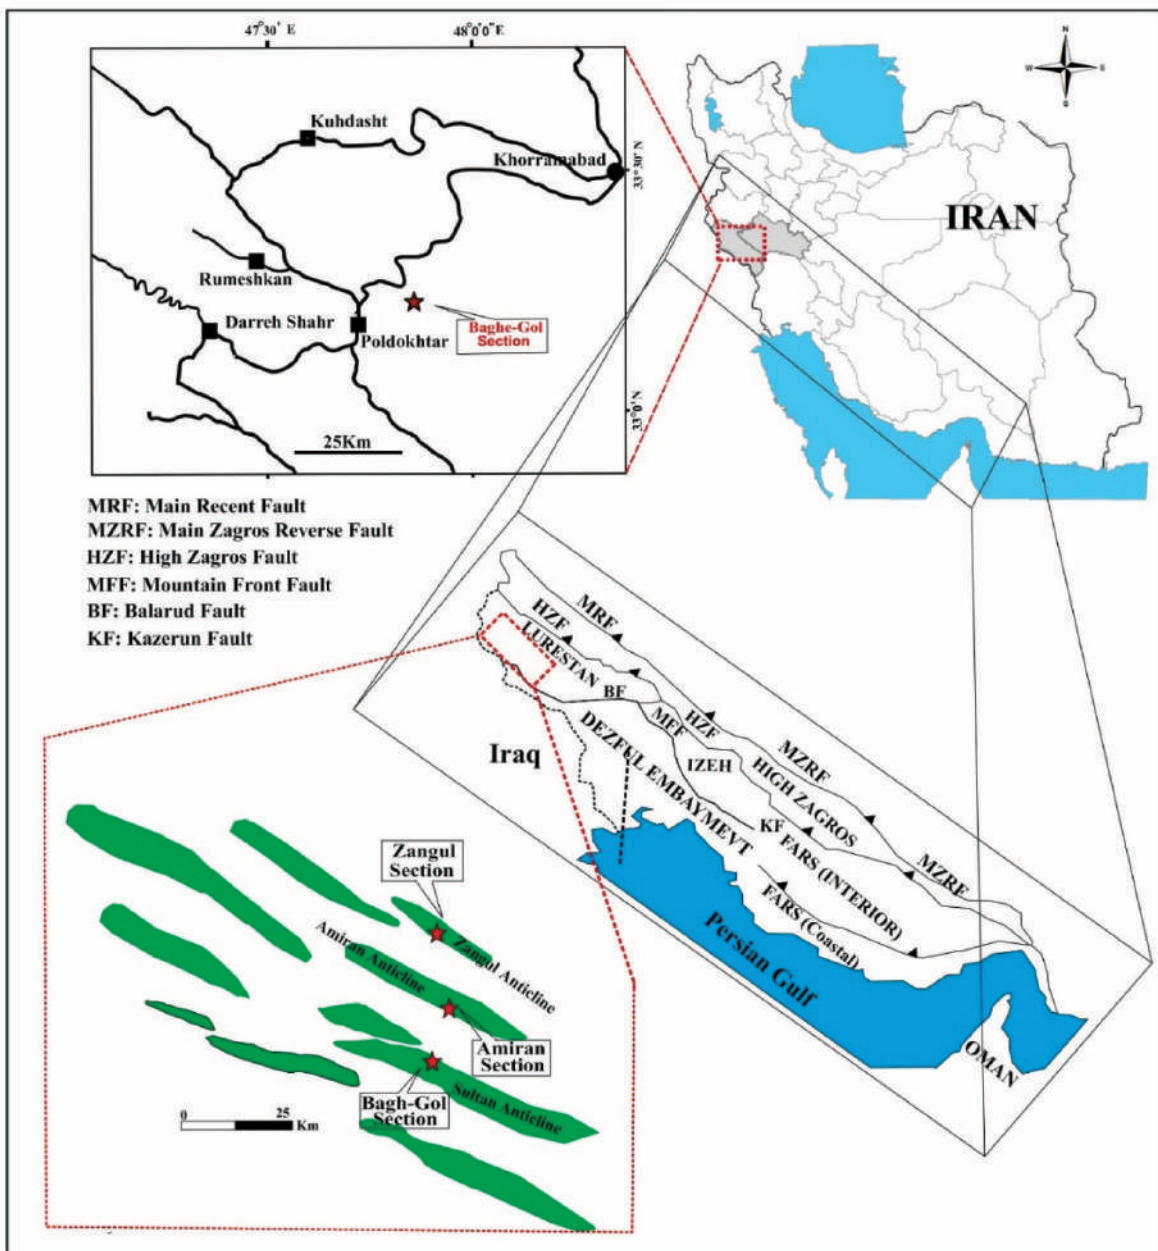 47°30′ E
48°0′0″E
N
W
E
S
Kuhdasht
Khorramabad
33°30′ N
IRAN
Rumeshkan
Darreh Shahr
Poldokhtar
Baghe-Gol
Section
33°0′ N
25Km
MRF: Main Recent Fault
MZRF: Main Zagros Reverse Fault
HZF: High Zagros Fault
MFF: Mountain Front Fault
BF: Balarud Fault
KF: Kazerun Fault
HZF
MRF
LURESTAN
BF
MFF
HZF
MZRF
Iraq
DEZFUL EMBAYMEVT
IZEH
HIGH ZAGROS
KF
FARS (INTERIOR)
MZRF
FARS (Coastal)
Persian Gulf
OMAN
Zangul
Section
Amiran Anticline
Zangul Anticline
Amiran
Section
Bagh-Gol
Section
Sultan Anticline
0 25
Km